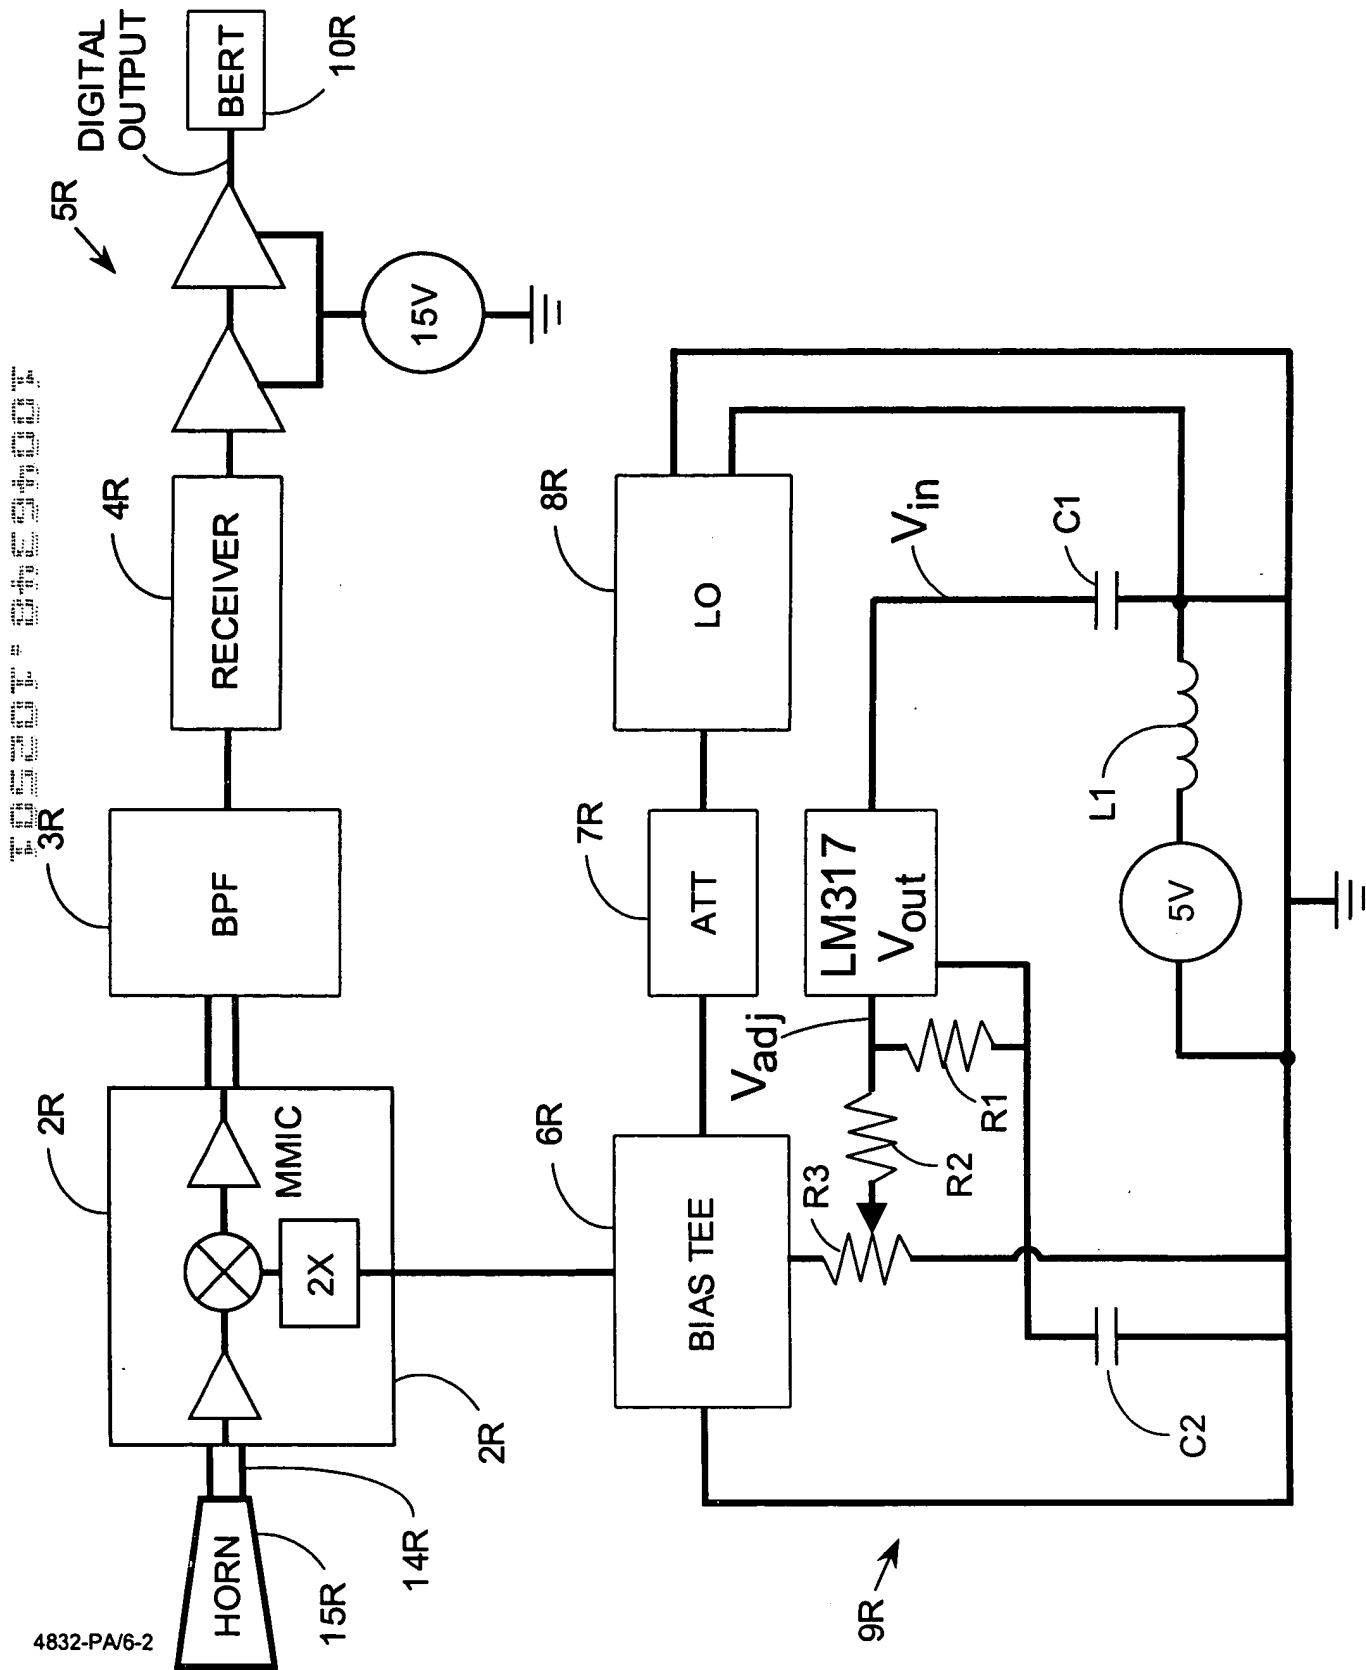 HORN
15R
14R
2R
2R
MMIC
2X
3R
BPF
4R
RECEIVER
5R
DIGITAL
OUTPUT
BERT
10R
15V
6R
BIAS TEE
7R
ATT
8R
LO
Vadj
LM317
Vout
Vin
C1
R3
R2
R1
L1
5V
C2
9R
4832-PA/6-2